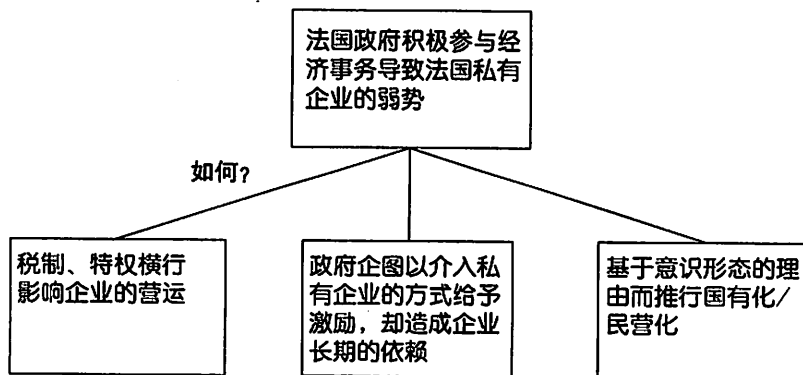 法国政府积极参与经
济事务导致法国私有
企业的弱势
如何?
税制、特权横行
影响企业的营运
政府企图以介入私
有企业的方式给予
激励，却造成企业
长期的依赖
基于意识形态的理
由而推行国有化/
民营化